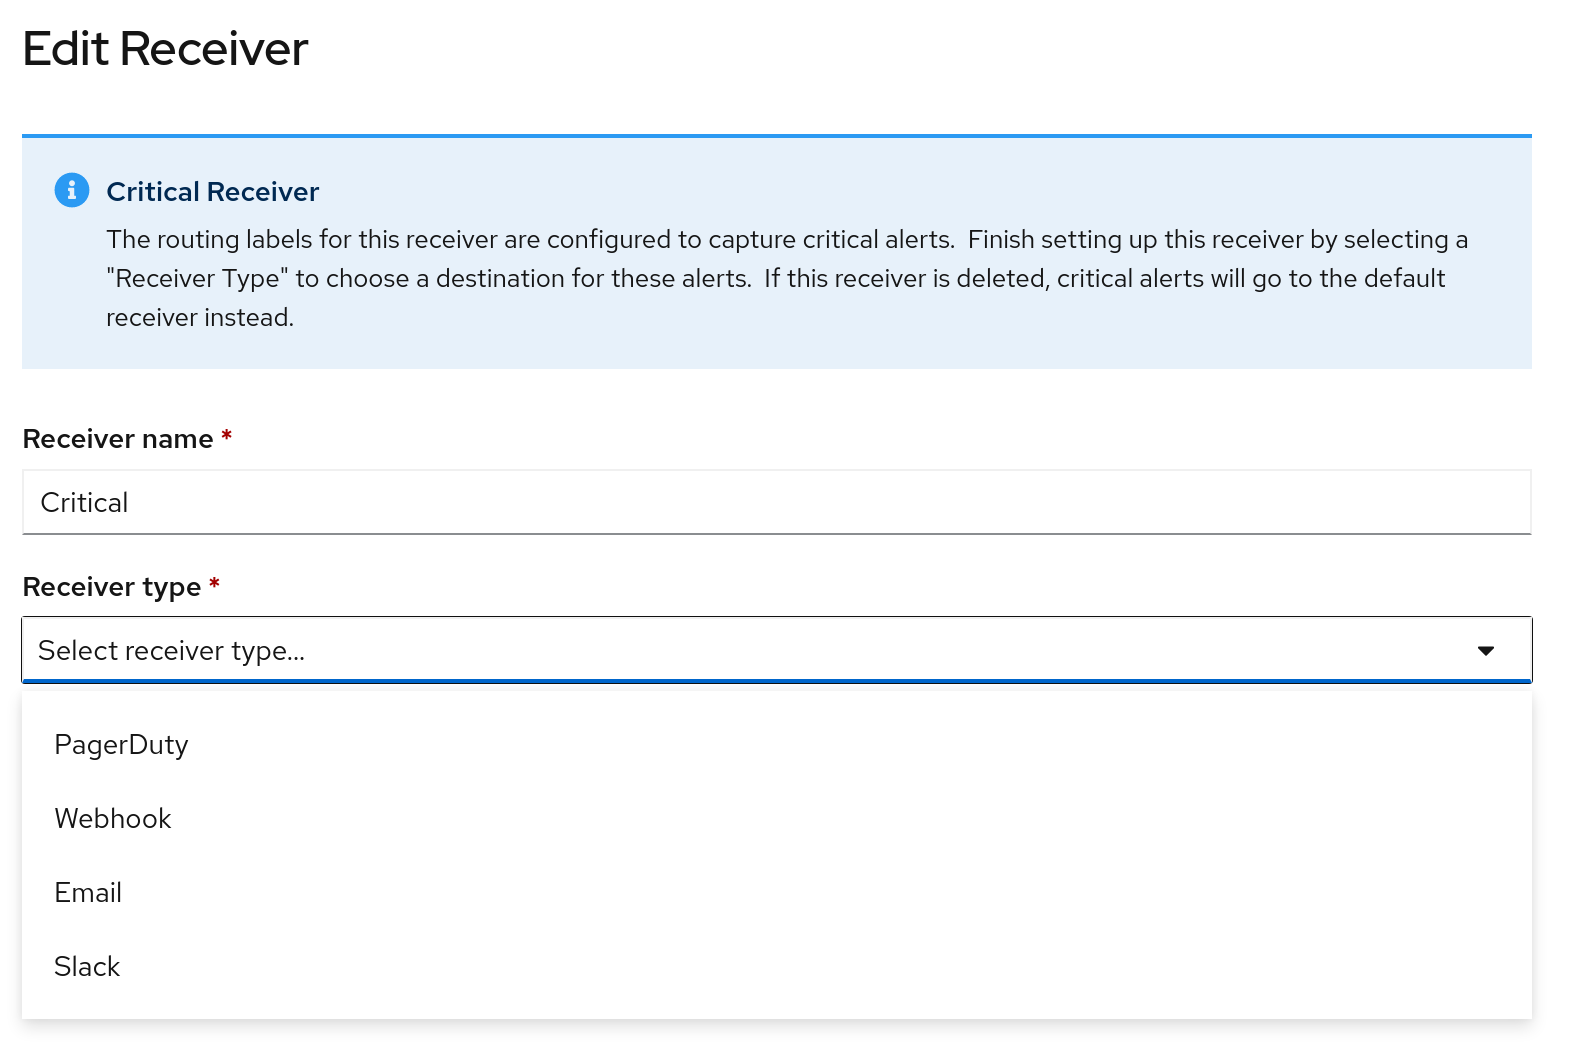 Edit Receiver
Critical Receiver
The routing labels for this receiver are configured to capture critical alerts.  Finish setting up this receiver by selecting a
"Receiver Type" to choose a destination for these alerts.  If this receiver is deleted, critical alerts will go to the default
receiver instead.
Receiver name *
Critical
Receiver type *
Select receiver type...
PagerDuty
Webhook
Email
Slack